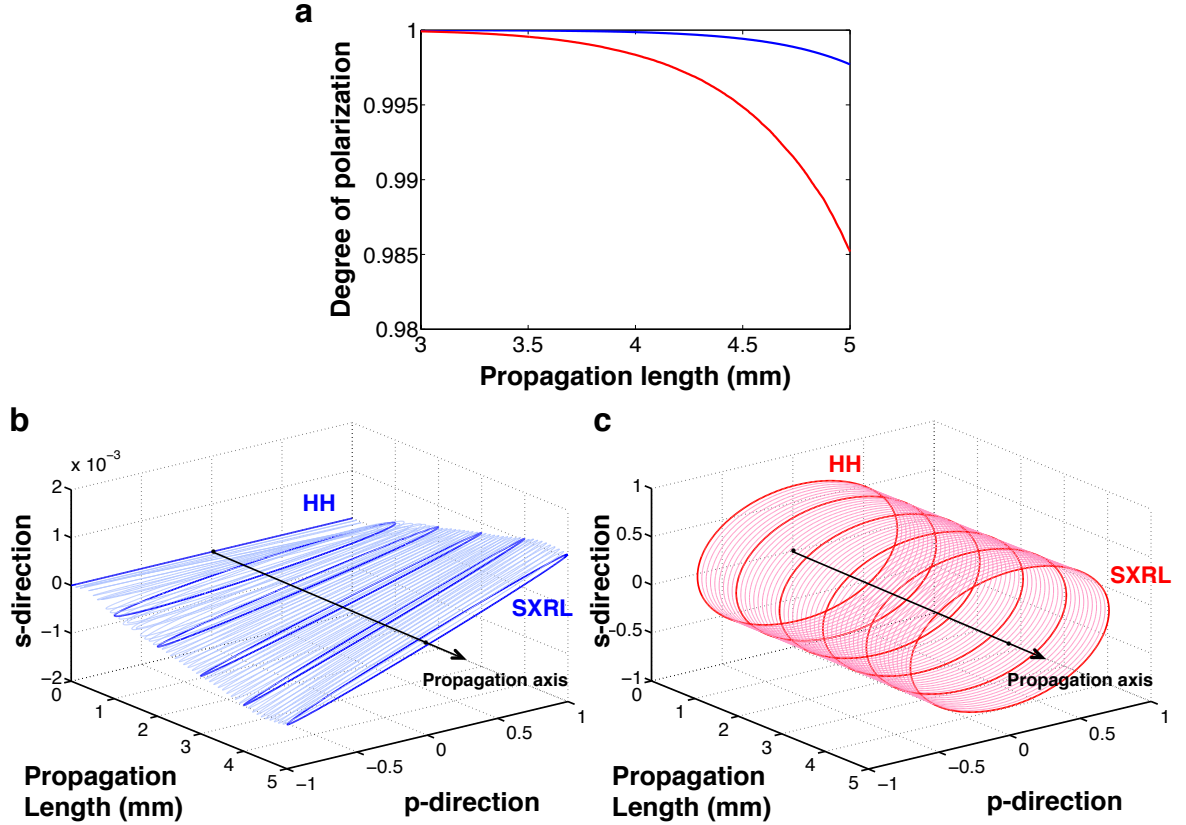 a
Degree of polarization
1
0.995
0.99
0.985
0.98
3
3.5
4
4.5
5
Propagation length (mm)
b
x 10⁻³
s-direction
2
1
0
−1
−2
HH
SXRL
Propagation axis
0
1
2
3
4
5
−1
−0.5
0
0.5
1
Propagation
Length (mm)
p-direction
c
s-direction
1
0.5
0
−0.5
−1
HH
SXRL
Propagation axis
0
1
2
3
4
5
−1
−0.5
0
0.5
1
Propagation
Length (mm)
p-direction